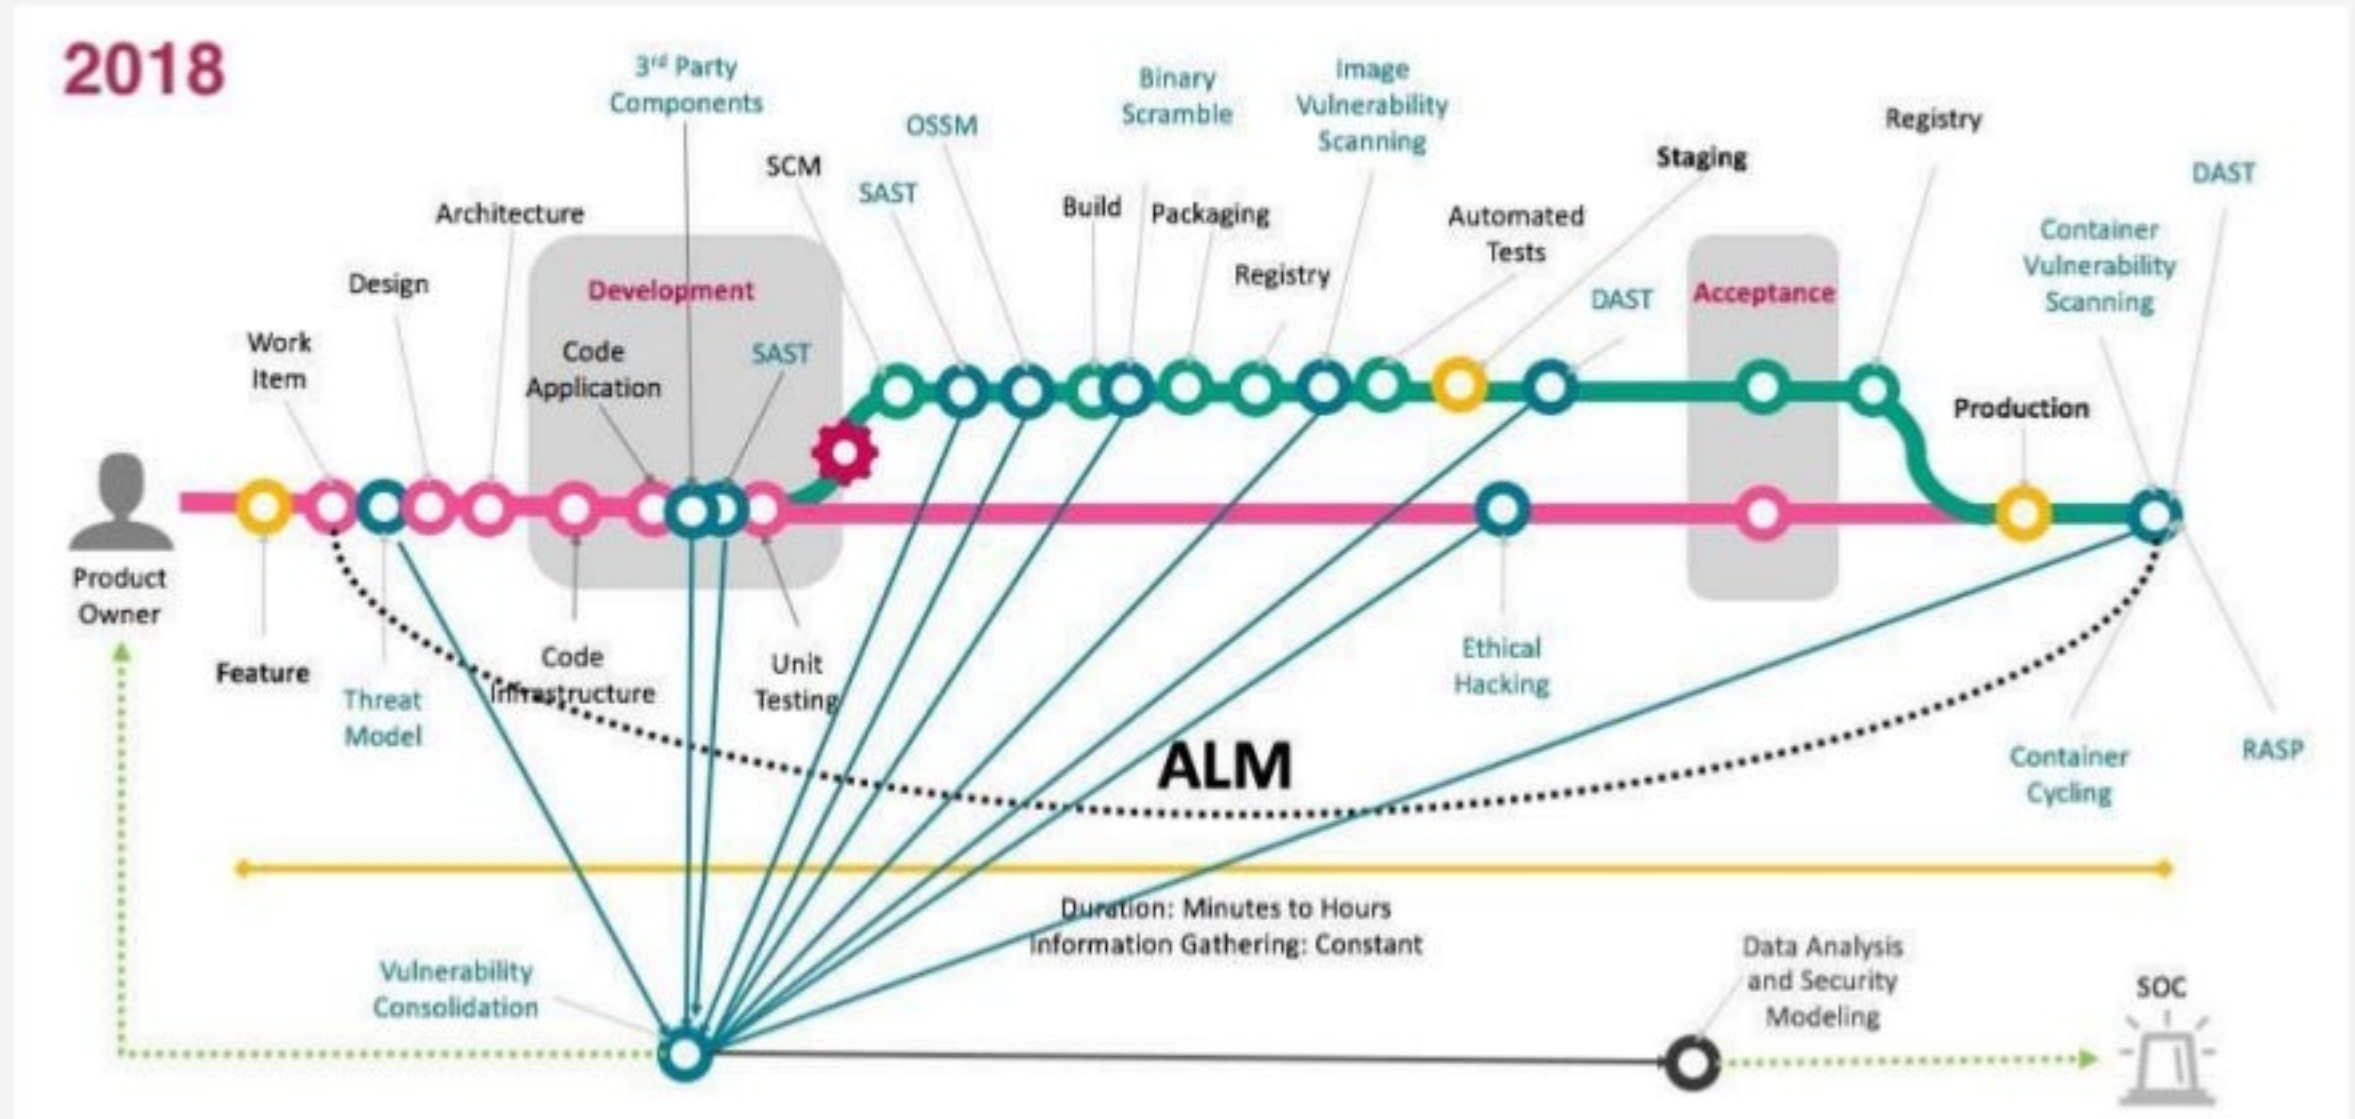 2018
3rd Party
Components
SCM
SAST
OSSM
Build
Binary
Scramble
Packaging
Registry
Image
Vulnerability
Scanning
Automated
Tests
Staging
DAST
Registry
Container
Vulnerability
Scanning
DAST
Architecture
Design
Work
Item
Development
Code
Application
SAST
Acceptance
Production
Product
Owner
Feature
Threat
Model
Code
Infrastructure
Unit
Testing
Ethical
Hacking
ALM
Container
Cycling
RASP
Duration: Minutes to Hours
Information Gathering: Constant
Vulnerability
Consolidation
Data Analysis
and Security
Modeling
SOC